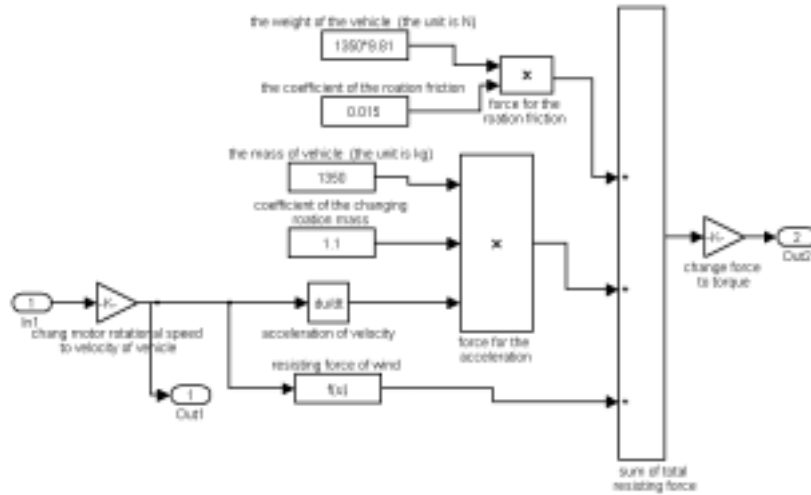 the weight of the vehicle (the unit is N)
1350*9.81
the coefficient of the roation friction
0.015
x
force for the
roation friction
the mass of vehicle (the unit is kg)
1350
coefficient of the changing
roation mass
1.1
x
force for the
acceleration
1
In1
-K-
chang motor rotational speed
to velocity of vehicle
du/dt
acceleration of velocity
resisting force of wind
f(u)
1
Out1
+
+
+
sum of total
resisting force
-K-
change force
to torque
2
Out2